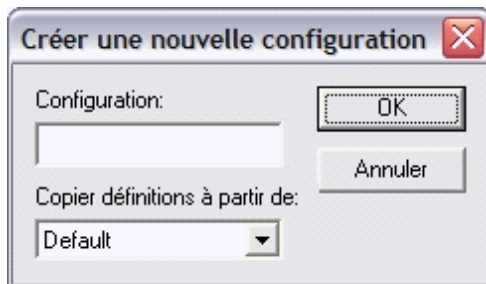 Créer une nouvelle configuration
Configuration:
OK
Annuler
Copier définitions à partir de:
Default